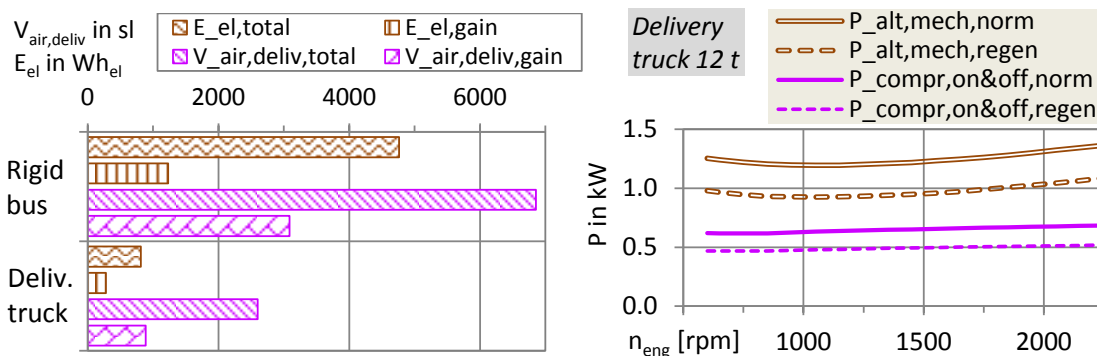 V_air,deliv in sl
E_el in Wh_el
E_el,total
E_el,gain
V_air,deliv,total
V_air,deliv,gain
0 2000 4000 6000
Rigid
bus
Deliv.
truck
Delivery
truck 12 t
P_alt,mech,norm
P_alt,mech,regen
P_compr,on&off,norm
P_compr,on&off,regen
P in kW
1.5
1.0
0.5
0.0
n_eng [rpm] 1000 1500 2000